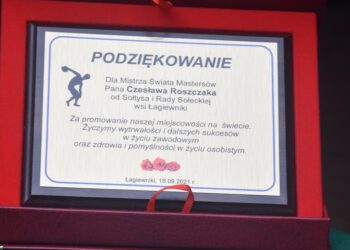 PODZIĘKOWANIE
Dla Mistrza Świata Mastersów
Pana Czesława Roszczaka
od Sołtysa i Rady Sołeckiej
wsi Łagiewniki
Za promowanie naszej miejscowości na świecie.
Życzymy wytrwałości i dalszych sukcesów
w życiu zawodowym
oraz zdrowia i pomyślności w życiu osobistym.
Łagiewniki, 18.09.2021 r.